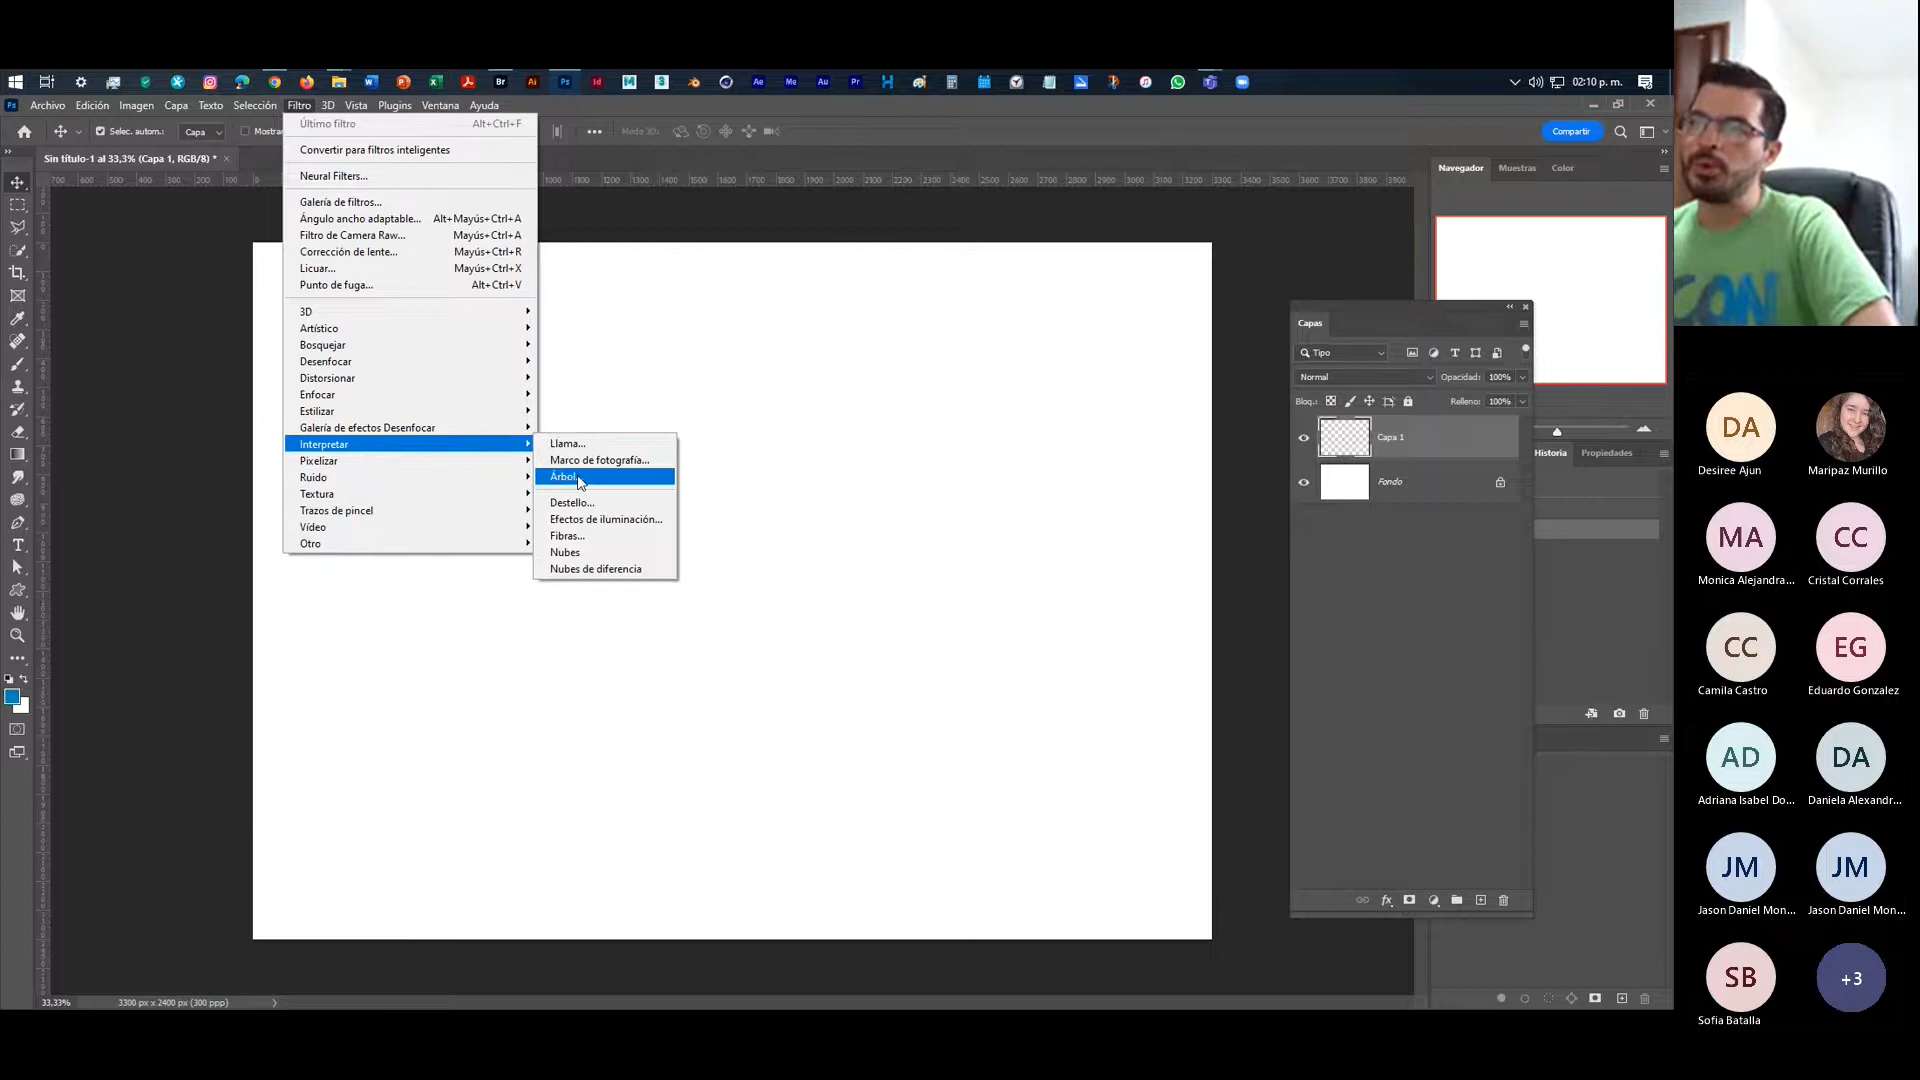 02:10 p. m.
Archivo Edición Imagen Capa Texto Selección Filtro 3D Vista Plugins Ventana Ayuda
Selec. autom.: Capa Mostrar
Modo 3D:
Compartir
Sin título-1 al 33,3% (Capa 1, RGB/8) *
Último filtro Alt+Ctrl+F
Convertir para filtros inteligentes
Neural Filters...
Galería de filtros...
Ángulo ancho adaptable... Alt+Mayús+Ctrl+A
Filtro de Camera Raw... Mayús+Ctrl+A
Corrección de lente... Mayús+Ctrl+R
Licuar... Mayús+Ctrl+X
Punto de fuga... Alt+Ctrl+V
3D
Artístico
Bosquejar
Desenfocar
Distorsionar
Enfocar
Estilizar
Galería de efectos Desenfocar
Interpretar
Pixelizar
Ruido
Textura
Trazos de pincel
Vídeo
Otro
Llama...
Marco de fotografía...
Árbol...
Destello...
Efectos de iluminación...
Fibras...
Nubes
Nubes de diferencia
Navegador Muestras Color
Capas
Tipo
Normal Opacidad: 100%
Bloq.: Relleno: 100%
Capa 1
Fondo
Historia Propiedades
33,33% 3300 px x 2400 px (300 ppp)
DA
Desiree Ajun
Maripaz Murillo
MA
Monica Alejandra...
CC
Cristal Corrales
CC
Camila Castro
EG
Eduardo Gonzalez
AD
Adriana Isabel Do...
DA
Daniela Alexandr...
JM
Jason Daniel Mon...
JM
Jason Daniel Mon...
SB
Sofia Batalla
+3